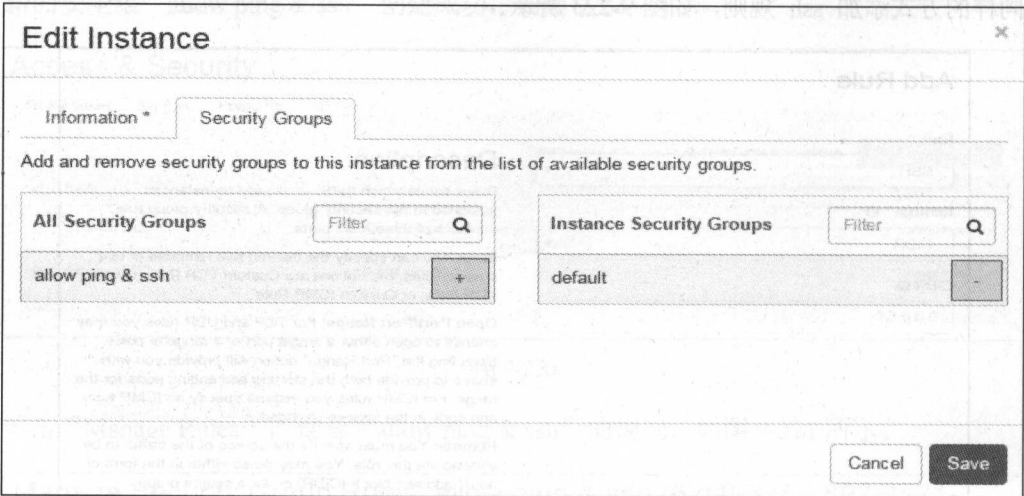 Edit Instance
×
Information *
Security Groups
Add and remove security groups to this instance from the list of available security groups.
All Security Groups
Filter
Instance Security Groups
Filter
allow ping & ssh
+
default
-
Cancel
Save